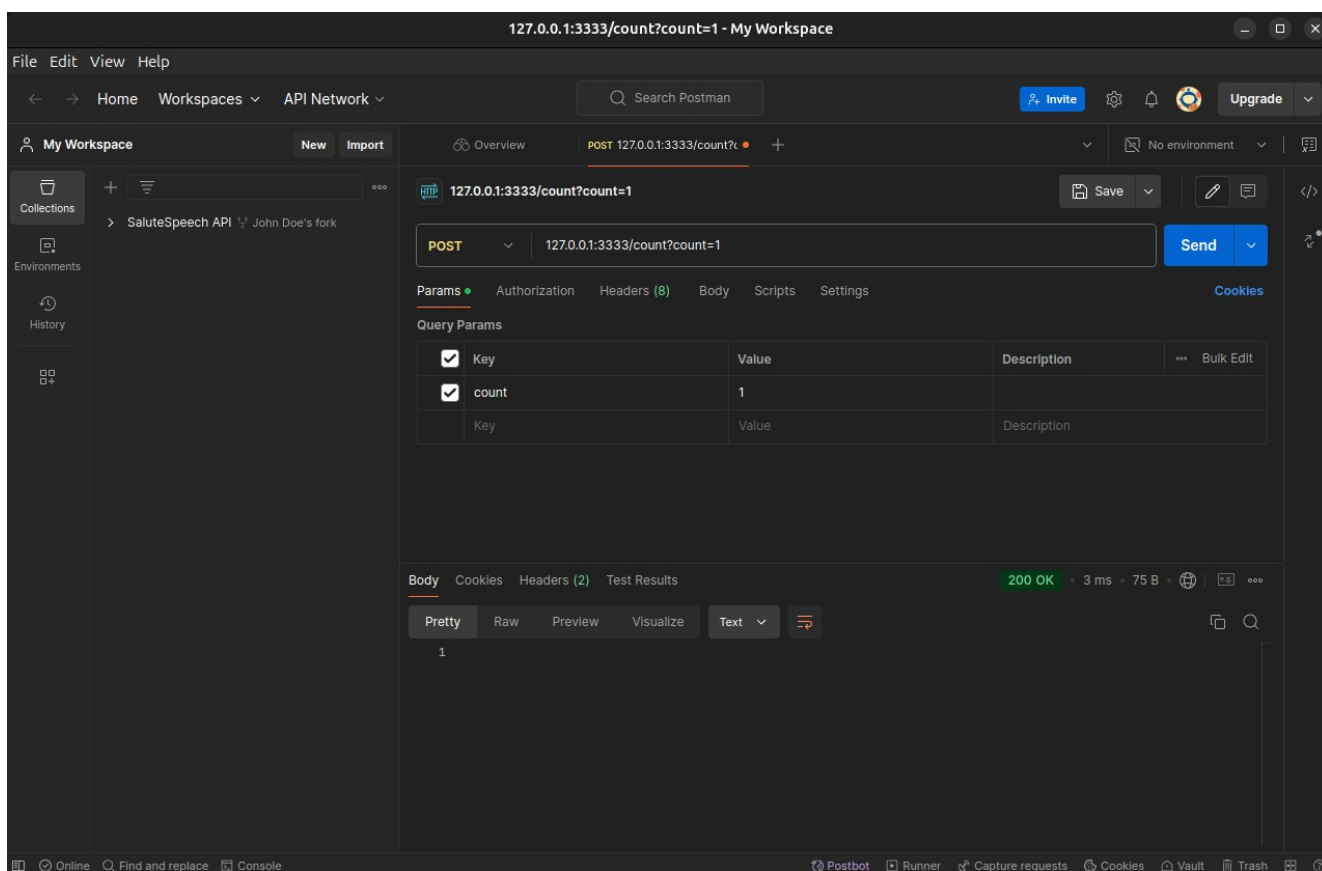 127.0.0.1:3333/count?count=1 - My Workspace
File Edit View Help
Home Workspaces API Network Search Postman Invite Upgrade
My Workspace New Import Overview POST 127.0.0.1:3333/count?c No environment
Collections
SaluteSpeech API John Doe's fork
Environments
History
HTTP 127.0.0.1:3333/count?count=1 Save
POST 127.0.0.1:3333/count?count=1 Send
Params Authorization Headers (8) Body Scripts Settings Cookies
Query Params
Key Value Description Bulk Edit
count 1
Key Value Description
Body Cookies Headers (2) Test Results 200 OK 3 ms 75 B e.g.
Pretty Raw Preview Visualize Text
1
Online Find and replace Console Postbot Runner Capture requests Cookies Vault Trash